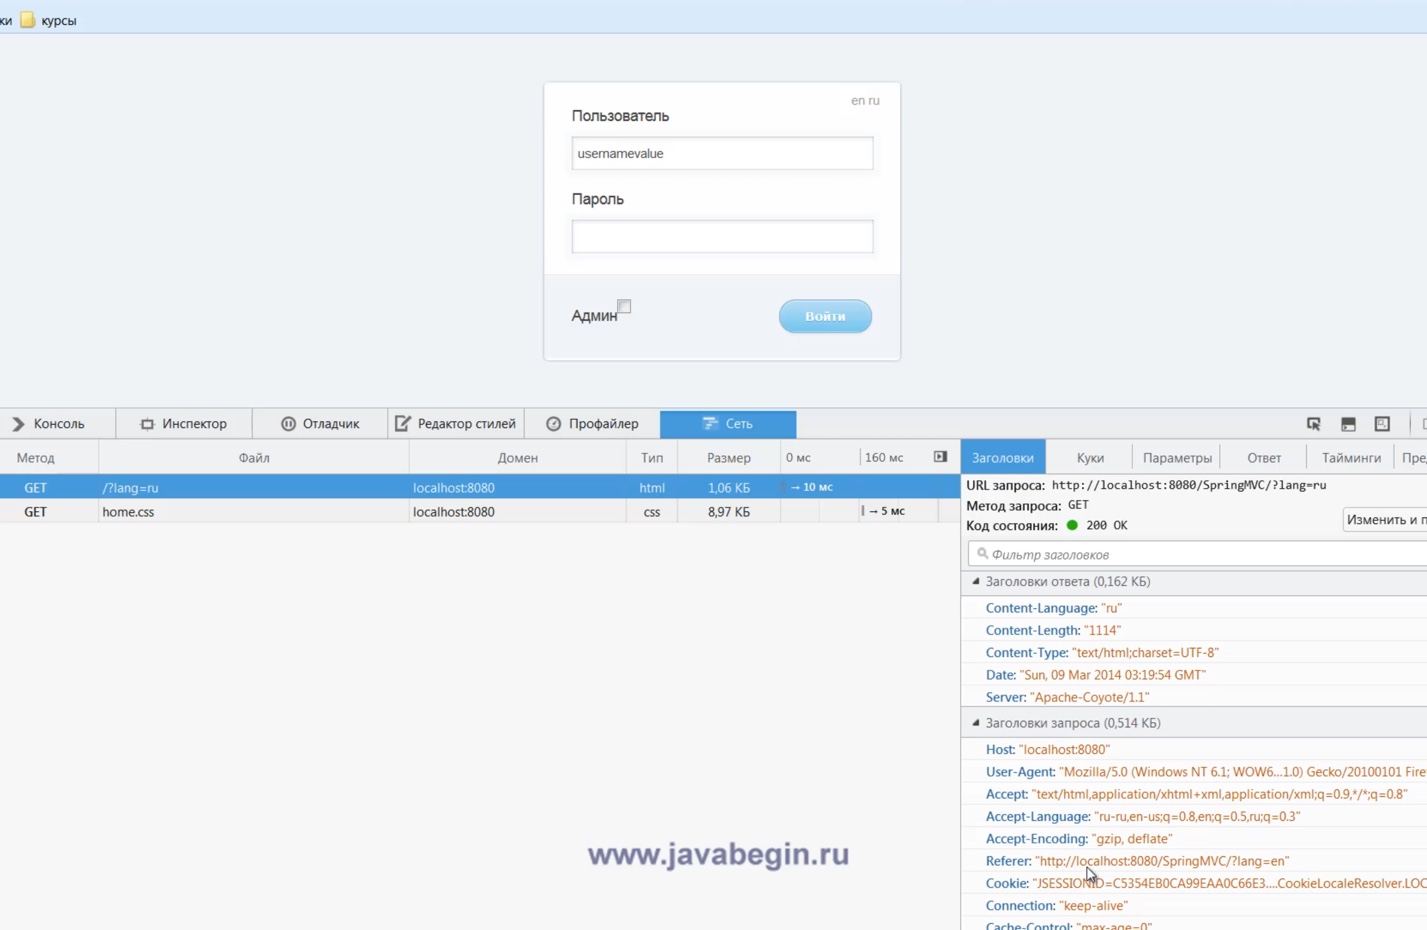 ки курсы
en ru
Пользователь
usernamevalue
Пароль
Админ
Войти
Консоль Инспектор Отладчик Редактор стилей Профайлер Сеть
Метод Файл Домен Тип Размер 0 мс 160 мс
GET /?lang=ru localhost:8080 html 1,06 КБ → 10 мс
GET home.css localhost:8080 css 8,97 КБ → 5 мс
Заголовки Куки Параметры Ответ Тайминги Пре
URL запроса: http://localhost:8080/SpringMVC/?lang=ru
Метод запроса: GET
Код состояния: 200 OK
Изменить и п
Фильтр заголовков
Заголовки ответа (0,162 КБ)
Content-Language: "ru"
Content-Length: "1114"
Content-Type: "text/html;charset=UTF-8"
Date: "Sun, 09 Mar 2014 03:19:54 GMT"
Server: "Apache-Coyote/1.1"
Заголовки запроса (0,514 КБ)
Host: "localhost:8080"
User-Agent: "Mozilla/5.0 (Windows NT 6.1; WOW6...1.0) Gecko/20100101 Fire
Accept: "text/html,application/xhtml+xml,application/xml;q=0.9,*/*;q=0.8"
Accept-Language: "ru-ru,en-us;q=0.8,en;q=0.5,ru;q=0.3"
Accept-Encoding: "gzip, deflate"
Referer: "http://localhost:8080/SpringMVC/?lang=en"
Cookie: "JSESSIONID=C5354EB0CA99EAA0C66E3....CookieLocaleResolver.LOC
Connection: "keep-alive"
Cache-Control: "max-age=0"
www.javabegin.ru